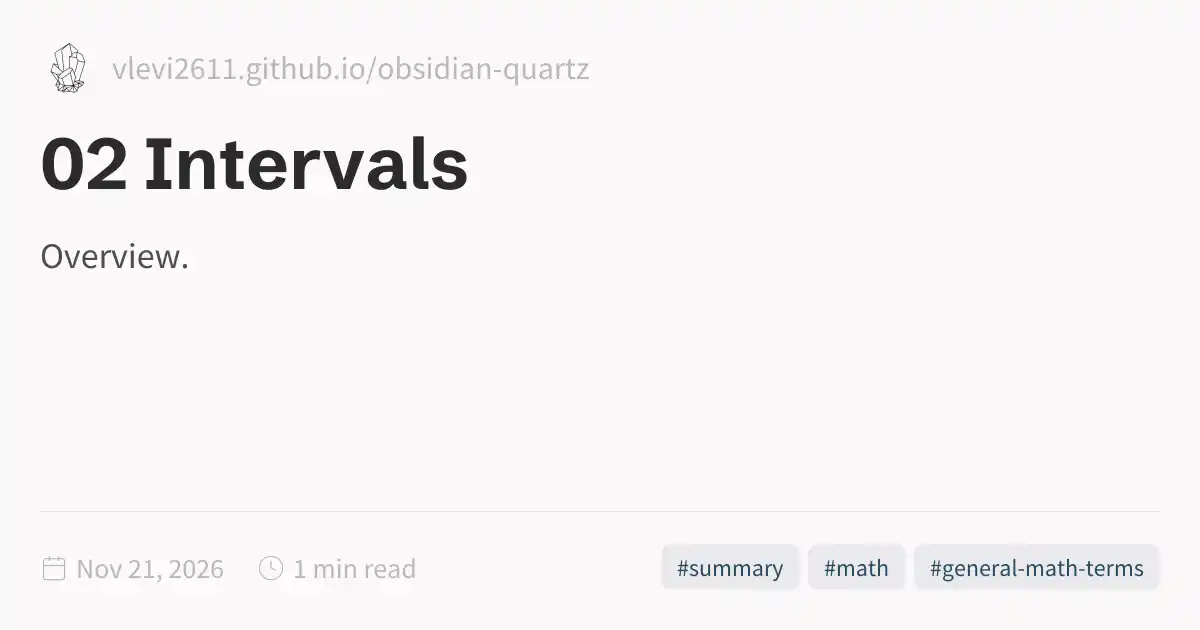 vlevi2611.github.io/obsidian-quartz
02 Intervals
Overview.
Nov 21, 2026 1 min read #summary #math #general-math-terms